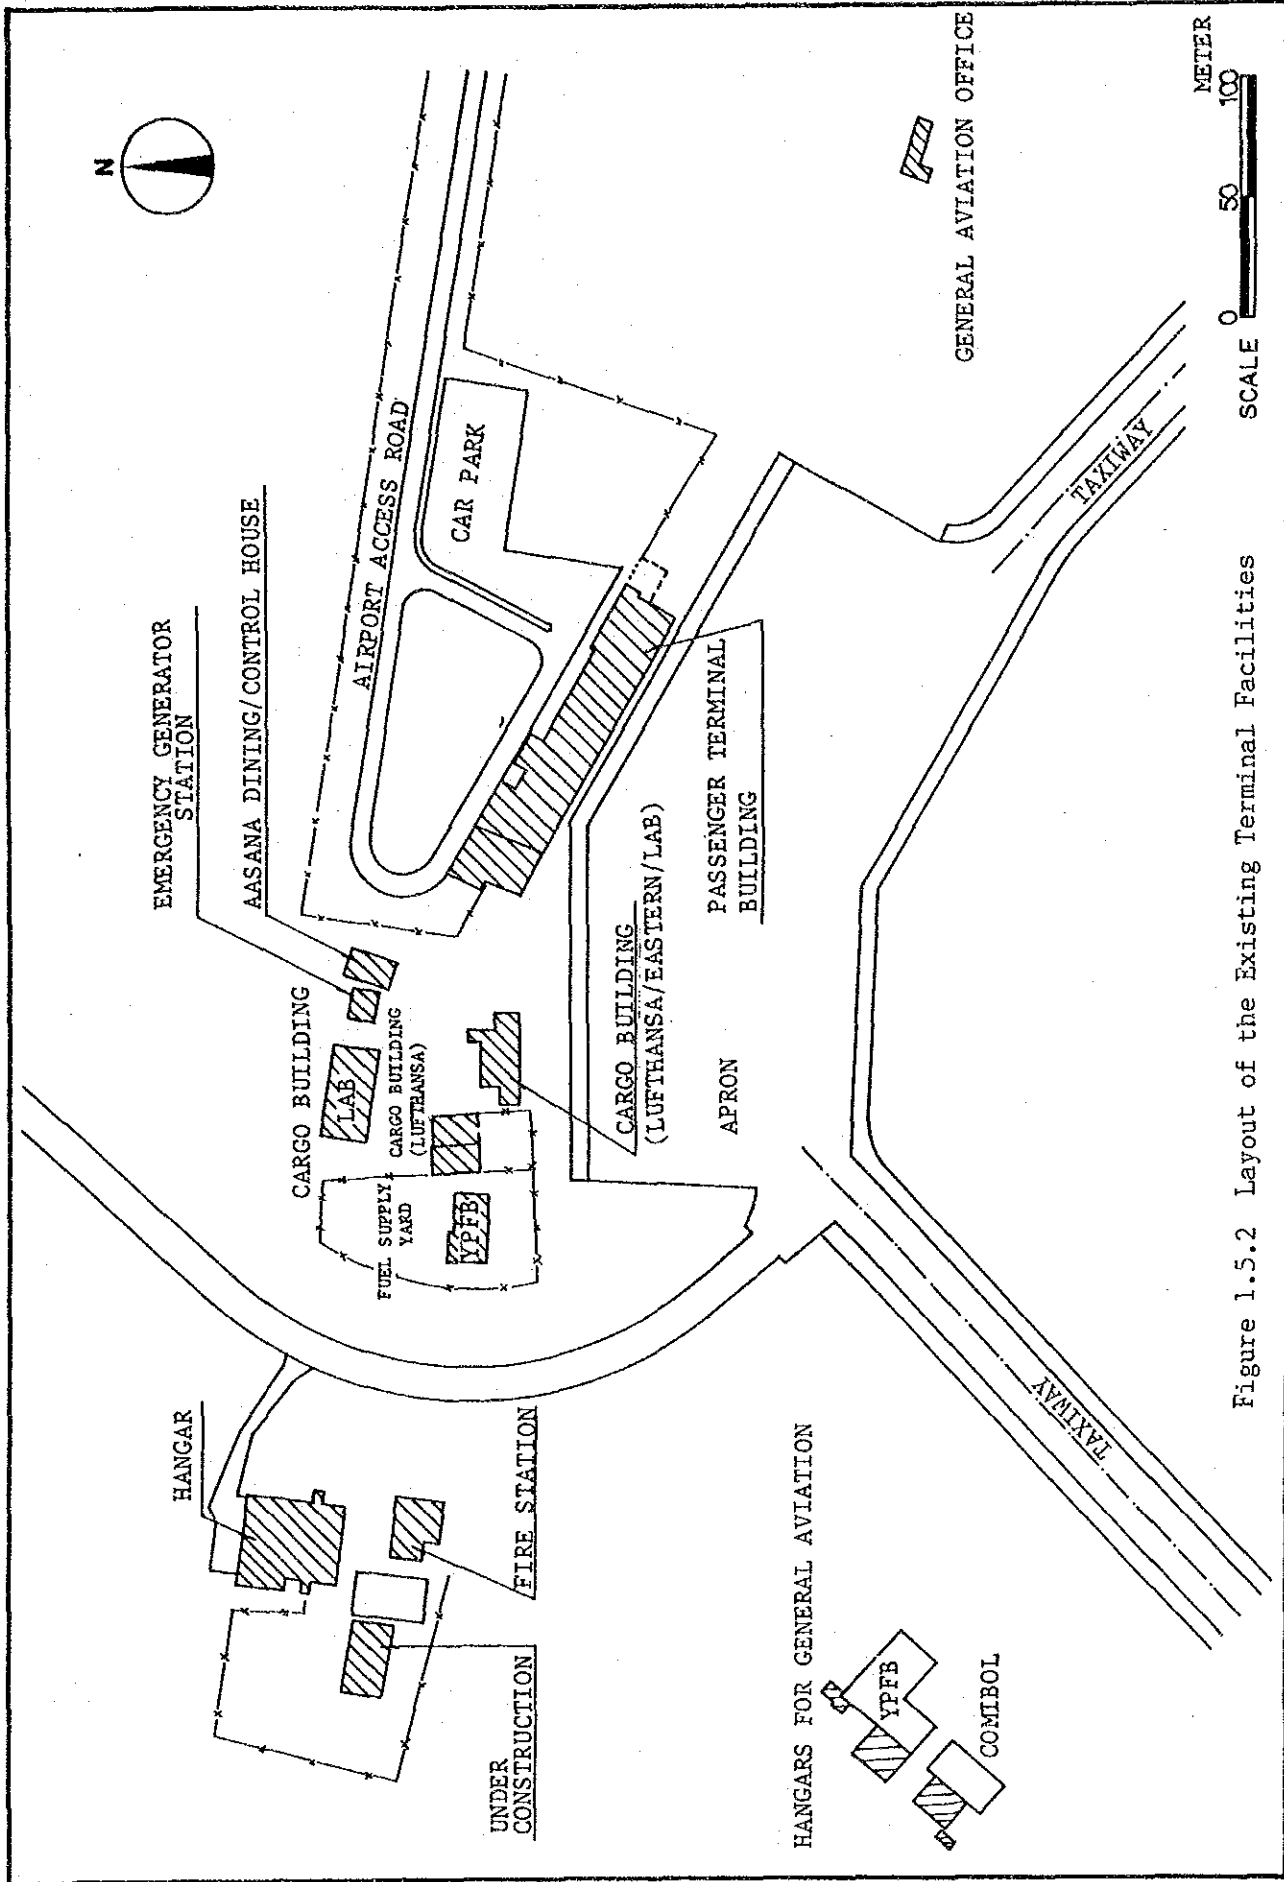 N
EMERGENCY GENERATOR
STATION
AASANA DINING/CONTROL HOUSE
AIRPORT ACCESS ROAD
CAR PARK
HANGAR
CARGO BUILDING
LAB
CARGO BUILDING
(LUFTHANSA)
FUEL SUPPLY
YARD
YPFB
FIRE STATION
UNDER
CONSTRUCTION
CARGO BUILDING
(LUFTHANSA/EASTERN/LAB)
PASSENGER TERMINAL
BUILDING
APRON
GENERAL AVIATION OFFICE
HANGARS FOR GENERAL AVIATION
YPFB
COMIBOL
TAXIWAY
TAXIWAY
SCALE 0 50 100
METER
Figure 1.5.2 Layout of the Existing Terminal Facilities